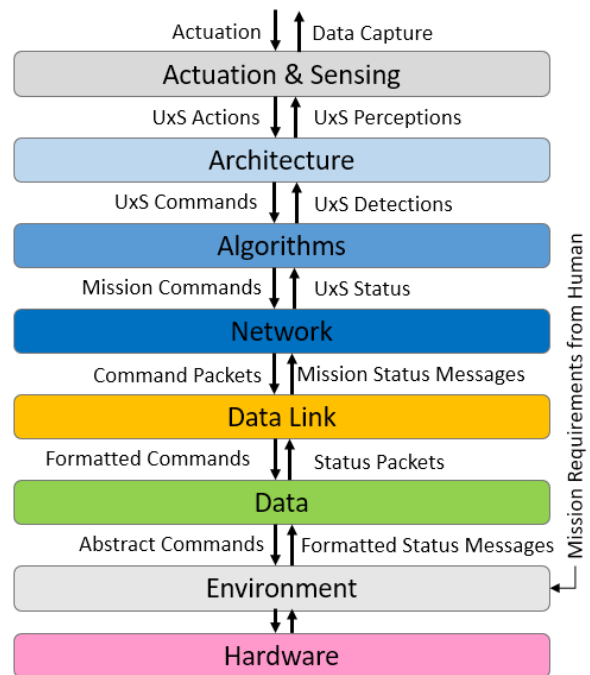 Actuation
Data Capture
Actuation & Sensing
UxS Actions
UxS Perceptions
Architecture
UxS Commands
UxS Detections
Algorithms
Mission Commands
UxS Status
Network
Command Packets
Mission Status Messages
Data Link
Formatted Commands
Status Packets
Data
Abstract Commands
Formatted Status Messages
Environment
Hardware
Mission Requirements from Human